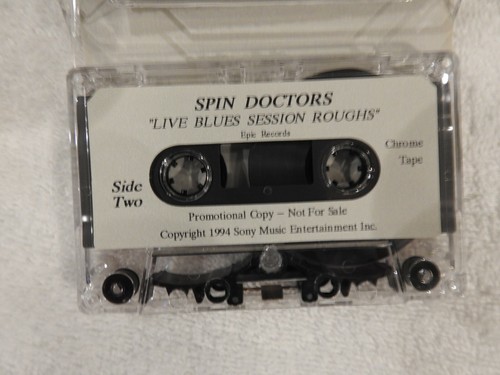 SPIN DOCTORS
"LIVE BLUES SESSION ROUGHS"
Epic Records
Chrome
Tape
Side
Two
Promotional Copy – Not For Sale
Copyright 1994 Sony Music Entertainment Inc.